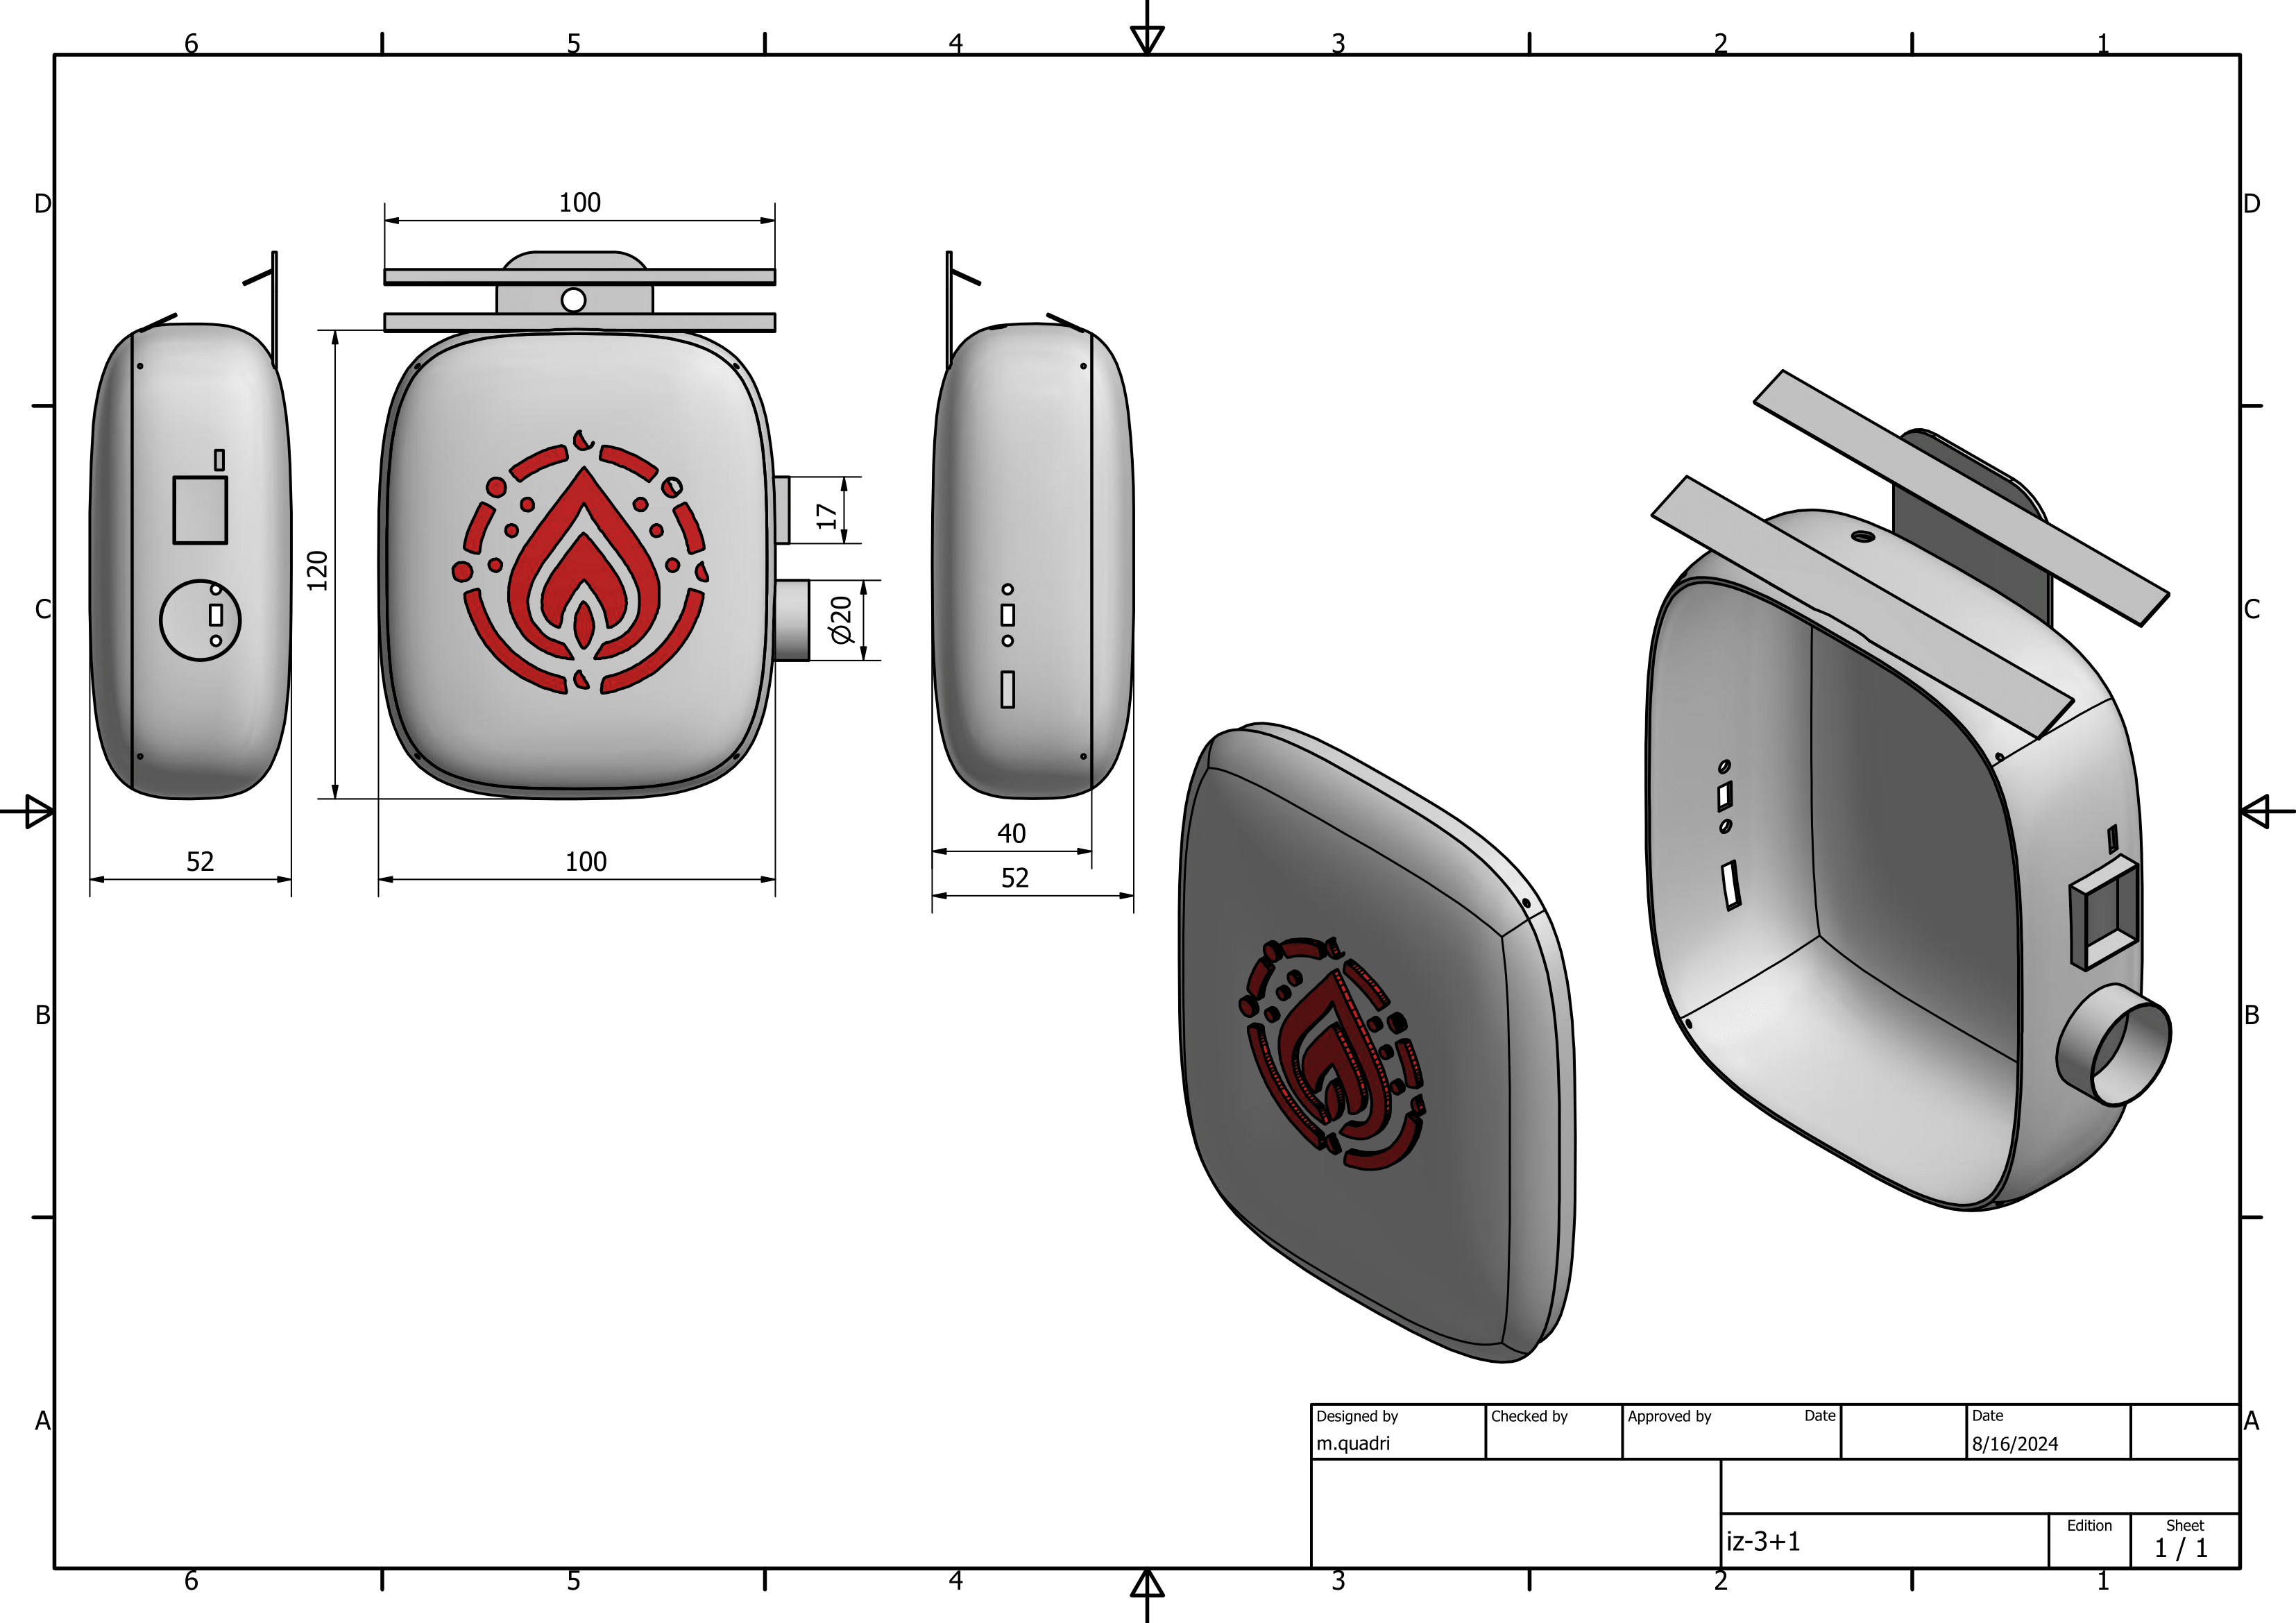 6 5 4 3 2 1
D D
100
17
120
Ø20
C C
40
52 100 52
B B
A A
Designed by Checked by Approved by Date Date
m.quadri 8/16/2024
Edition Sheet
iz-3+1 1 / 1
6 5 4 3 2 1